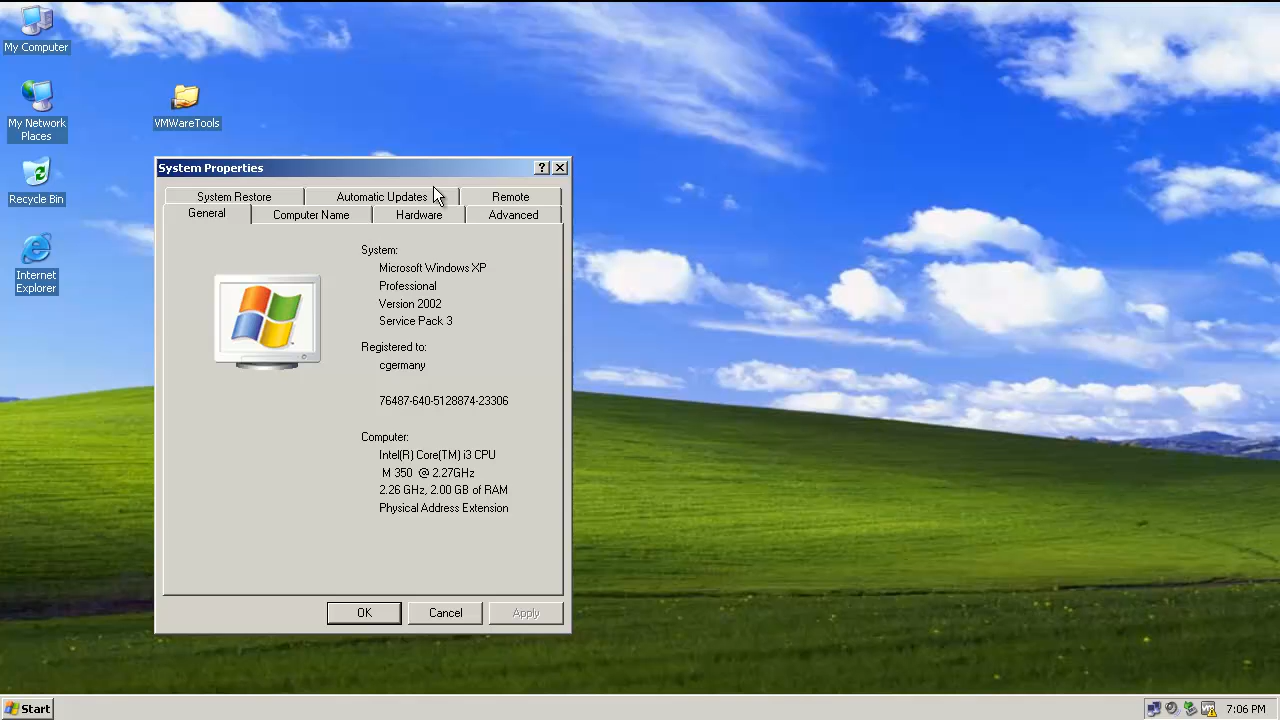 My Computer
My Network
Places
VMWareTools
Recycle Bin
Internet
Explorer
System Properties
System Restore
Automatic Updates
Remote
General
Computer Name
Hardware
Advanced
System:
Microsoft Windows XP
Professional
Version 2002
Service Pack 3
Registered to:
cgermany
76487-640-5128874-23306
Computer:
Intel(R) Core(TM) i3 CPU
M 350 @ 2.27GHz
2.26 GHz, 2.00 GB of RAM
Physical Address Extension
OK
Cancel
Apply
Start
7:06 PM